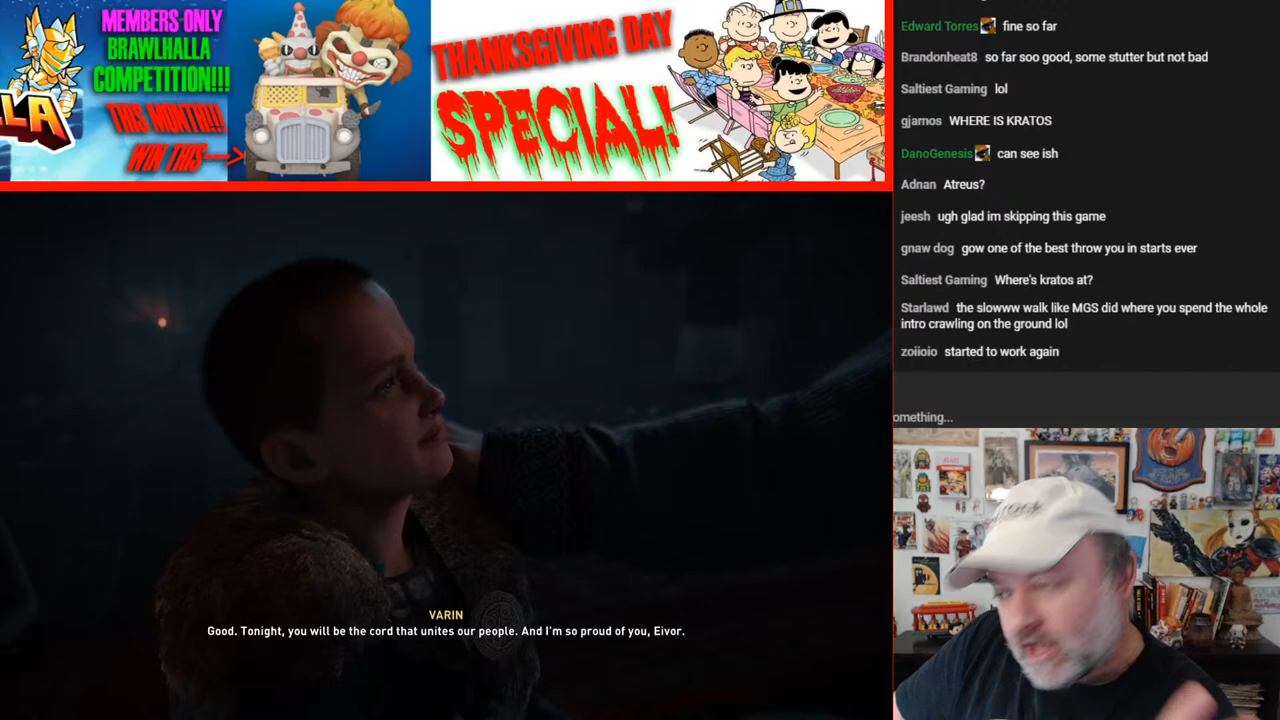 LA
MEMBERS ONLY
BRAWLHALLA
COMPETITION!!!
THIS MONTH!!
WIN THIS-->
THANKSGIVING DAY
SPECIAL!
Edward Torres fine so far
Brandonheat8 so far soo good, some stutter but not bad
Saltiest Gaming lol
gjarnos WHERE IS KRATOS
DanoGenesis can see ish
Adnan Atreus?
jeesh ugh glad im skipping this game
gnaw dog gow one of the best throw you in starts ever
Saltiest Gaming Where's kratos at?
Starlawd the slowww walk like MGS did where you spend the whole
intro crawling on the ground lol
zoiioio started to work again
omething...
VARIN
Good. Tonight, you will be the cord that unites our people. And I'm so proud of you, Eivor.